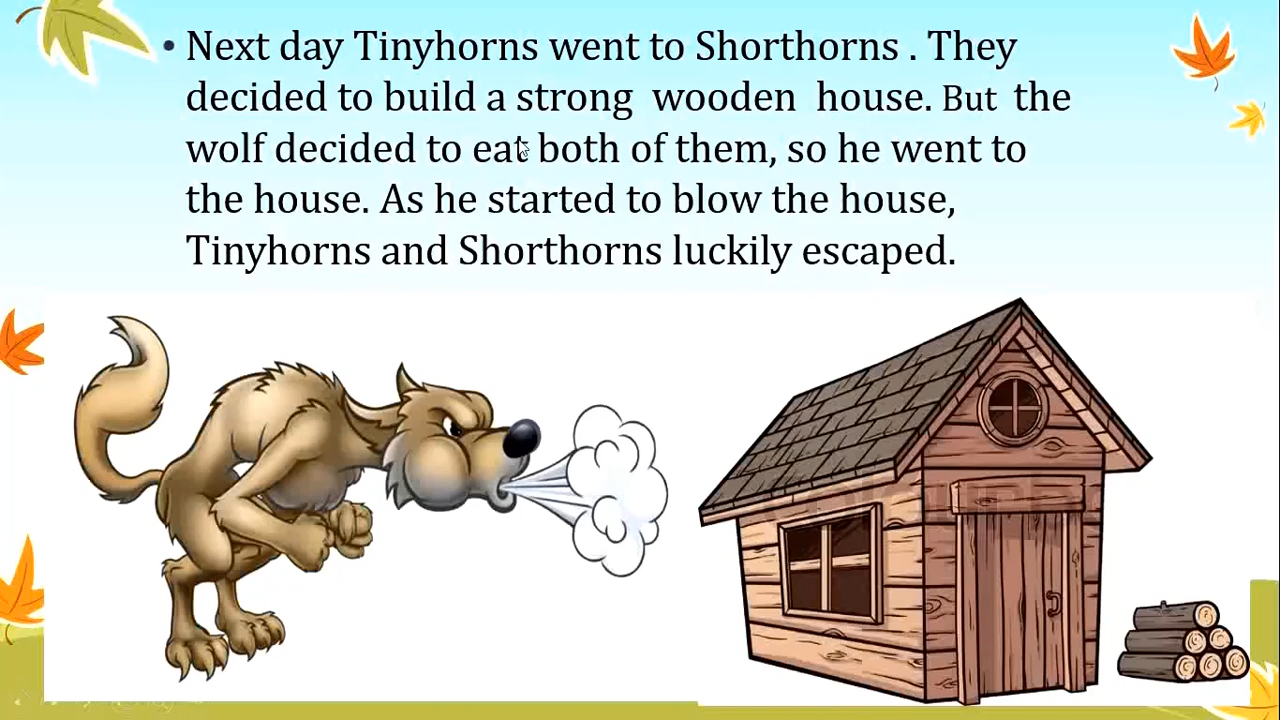 • Next day Tinyhorns went to Shorthorns . They
decided to build a strong wooden house. But the
wolf decided to eat both of them, so he went to
the house. As he started to blow the house,
Tinyhorns and Shorthorns luckily escaped.